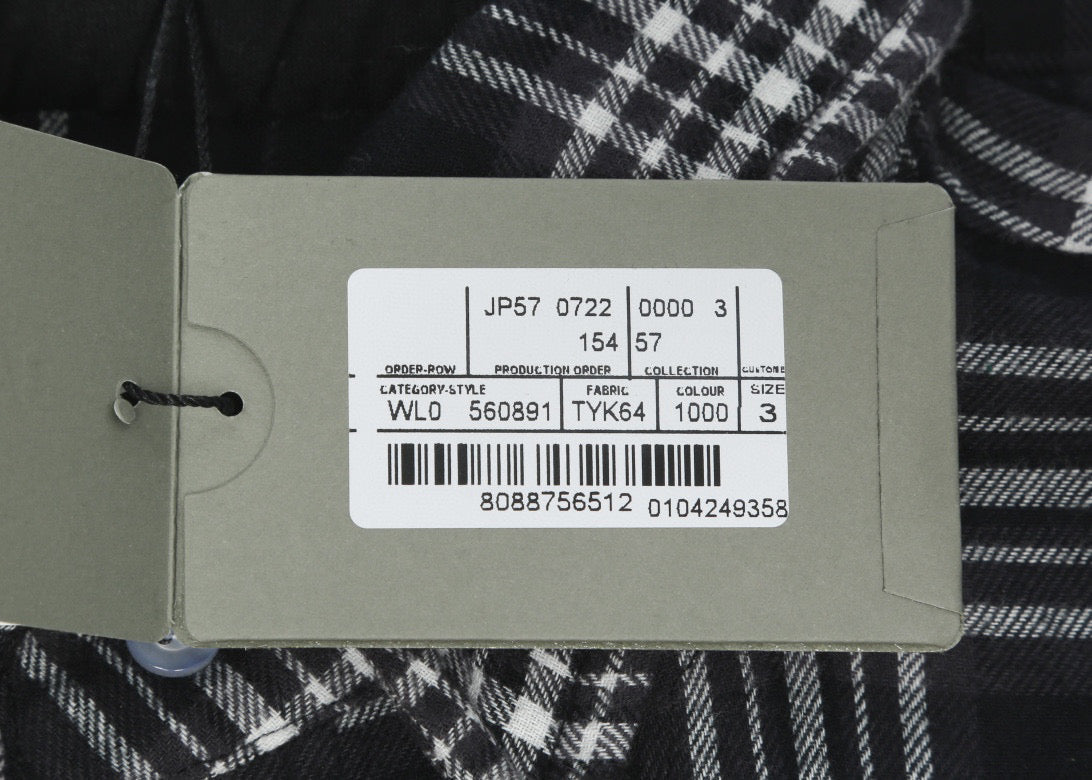 JP57 0722 0000 3
154 57
ORDER-ROW PRODUCTION ORDER COLLECTION
CATEGORY-STYLE FABRIC COLOUR SIZE
WL0 560891 TYK64 1000 3
8088756512 0104249358